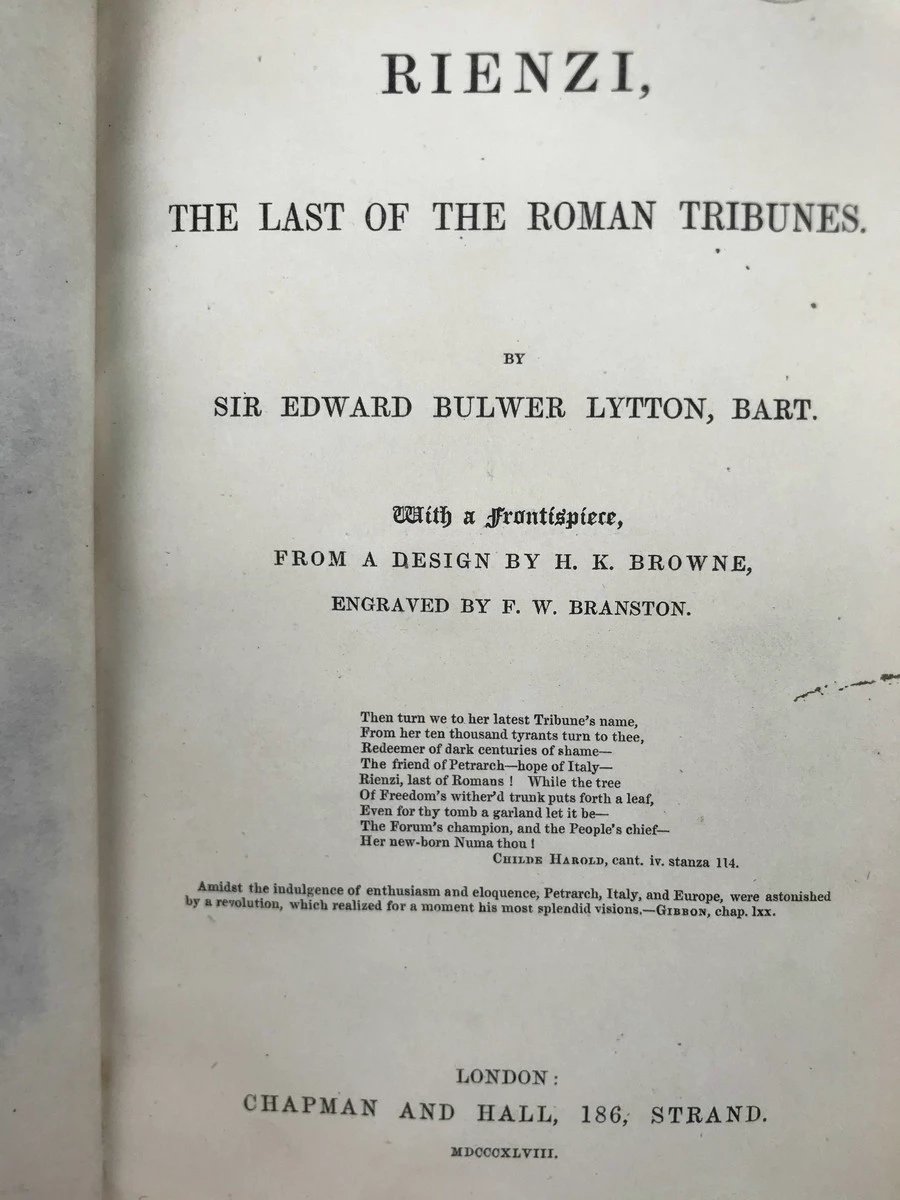 RIENZI,
THE LAST OF THE ROMAN TRIBUNES.
BY
SIR EDWARD BULWER LYTTON, BART.
With a Frontispiece,
FROM A DESIGN BY H. K. BROWNE,
ENGRAVED BY F. W. BRANSTON.
Then turn we to her latest Tribune's name,
From her ten thousand tyrants turn to thee,
Redeemer of dark centuries of shame—
The friend of Petrarch—hope of Italy—
Rienzi, last of Romans! While the tree
Of Freedom's wither'd trunk puts forth a leaf,
Even for thy tomb a garland let it be—
The Forum's champion, and the People's chief—
Her new-born Numa thou!
CHILDE HAROLD, cant. iv. stanza 114.
Amidst the indulgence of enthusiasm and eloquence, Petrarch, Italy, and Europe, were astonished
by a revolution, which realized for a moment his most splendid visions.—GIBBON, chap. lxx.
LONDON:
CHAPMAN AND HALL, 186, STRAND.
MDCCCXLVIII.